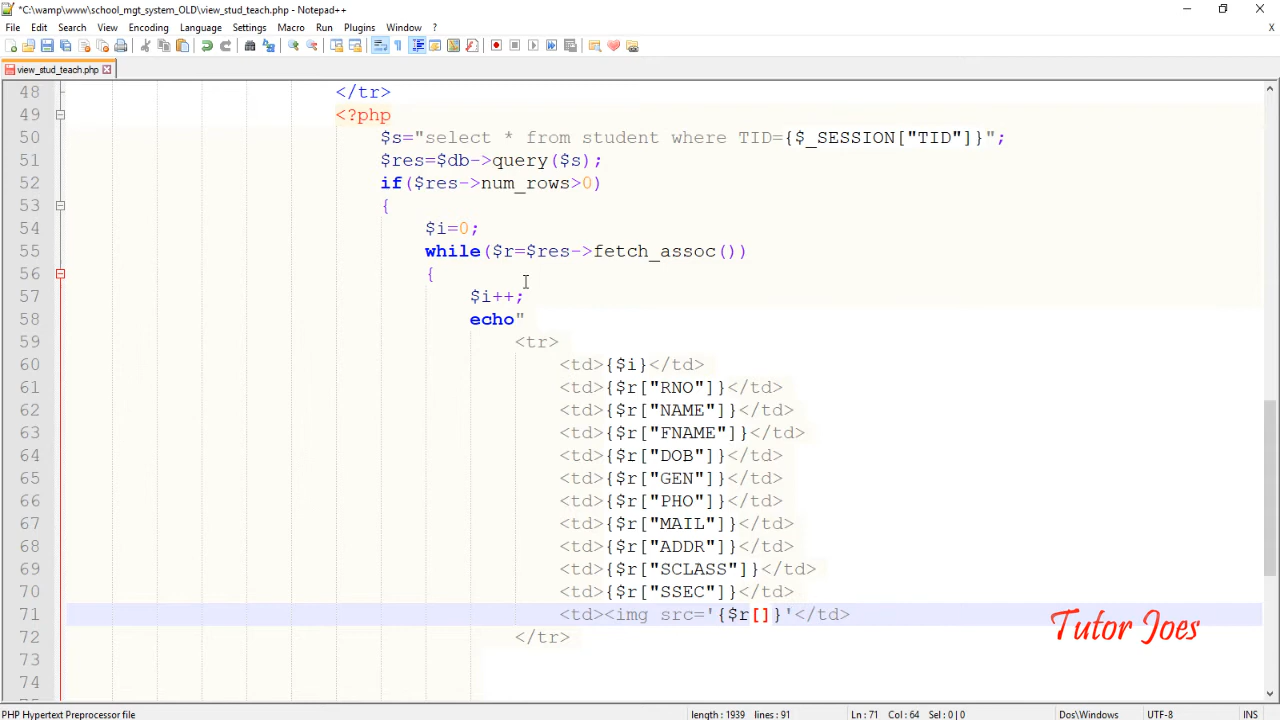 *C:\wamp\www\school_mgt_system_OLD\view_stud_teach.php - Notepad++
File Edit Search View Encoding Language Settings Macro Run Plugins Window ?
view_stud_teach.php
48 </tr>
49 <?php
50 $s="select * from student where TID={$_SESSION["TID"]}";
51 $res=$db->query($s);
52 if($res->num_rows>0)
53 {
54 $i=0;
55 while($r=$res->fetch_assoc())
56 {
57 $i++;
58 echo"
59 <tr>
60 <td>{$i}</td>
61 <td>{$r["RNO"]}</td>
62 <td>{$r["NAME"]}</td>
63 <td>{$r["FNAME"]}</td>
64 <td>{$r["DOB"]}</td>
65 <td>{$r["GEN"]}</td>
66 <td>{$r["PHO"]}</td>
67 <td>{$r["MAIL"]}</td>
68 <td>{$r["ADDR"]}</td>
69 <td>{$r["SCLASS"]}</td>
70 <td>{$r["SSEC"]}</td>
71 <td><img src='{$r[]}'</td>
72 </tr>
73
74
Tutor Joes
PHP Hypertext Preprocessor file length : 1939 lines : 91 Ln : 71 Col : 64 Sel : 0 | 0 Dos\Windows UTF-8 INS